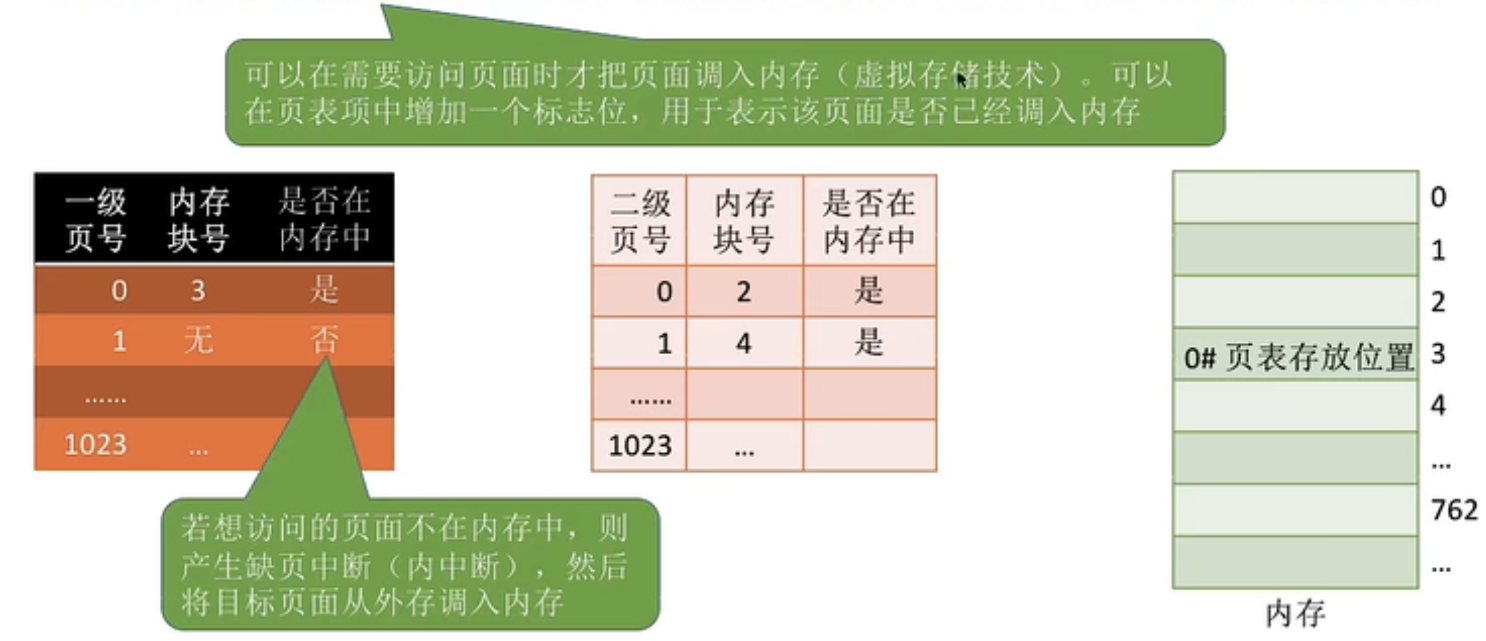 可以在需要访问页面时才把页面调入内存（虚拟存储技术）。可以
在页表项中增加一个标志位，用于表示该页面是否已经调入内存
一级 内存 是否在
页号 块号 内存中
0 3 是
1 无 否
……
1023 …
二级 内存 是否在
页号 块号 内存中
0 2 是
1 4 是
……
1023 …
0
1
2
0# 页表存放位置 3
4
…
762
…
内存
若想访问的页面不在内存中，则
产生缺页中断（内中断），然后
将目标页面从外存调入内存